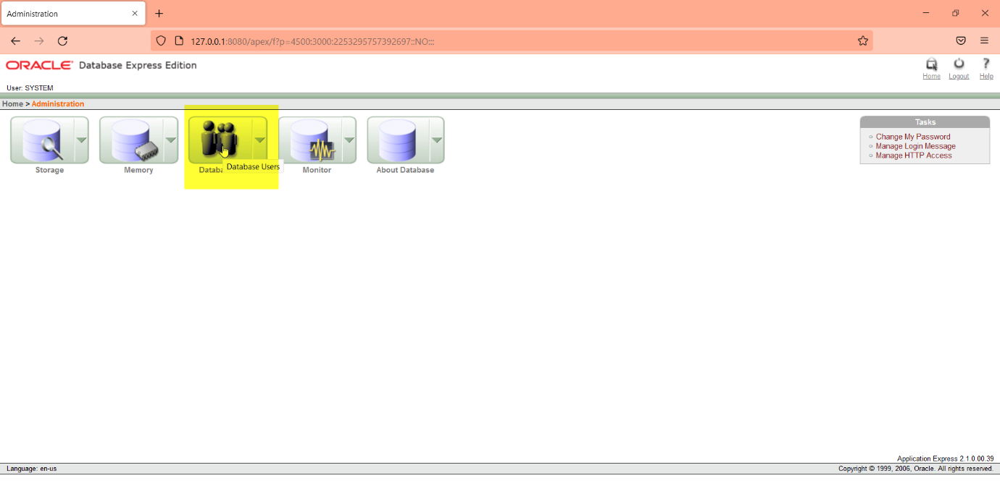 Administration
127.0.0.1:8080/apex/f?p=4500:3000:2253295757392697::NO:::
ORACLE Database Express Edition
Home Logout Help
User: SYSTEM
Home > Administration
Tasks
Change My Password
Manage Login Message
Manage HTTP Access
Storage Memory Database Users Monitor About Database
Application Express 2.1.0.00.39
Language: en-us Copyright © 1999, 2006, Oracle. All rights reserved.